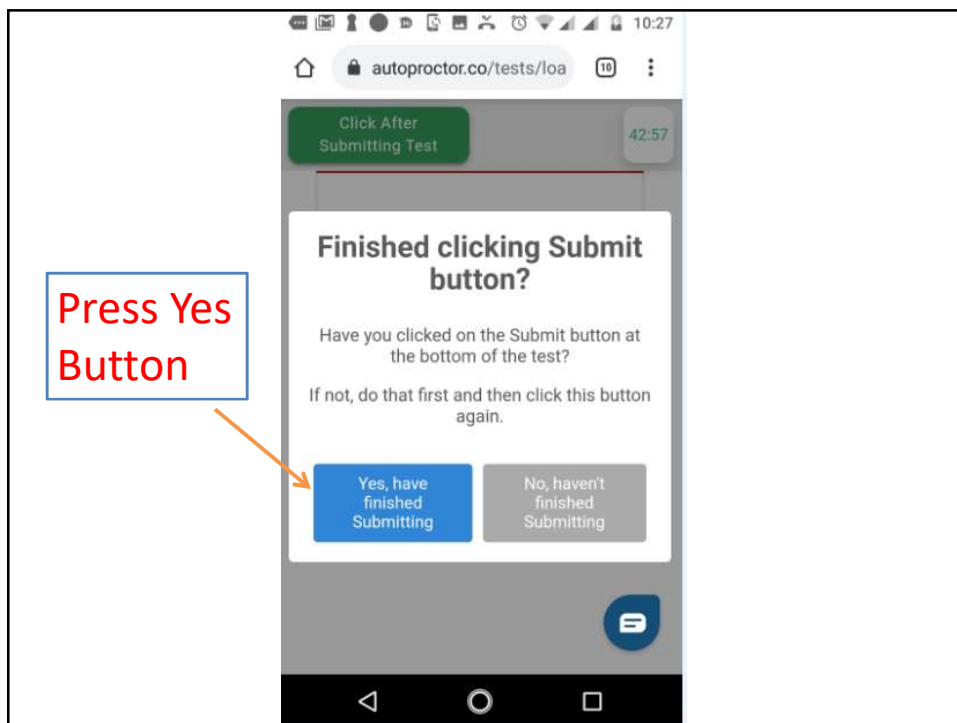 10:27
autoproctor.co/tests/loa
10
Click After
Submitting Test
42:57
Finished clicking Submit
button?
Press Yes
Button
Have you clicked on the Submit button at
the bottom of the test?
If not, do that first and then click this button
again.
Yes, have
finished
Submitting
No, haven't
finished
Submitting